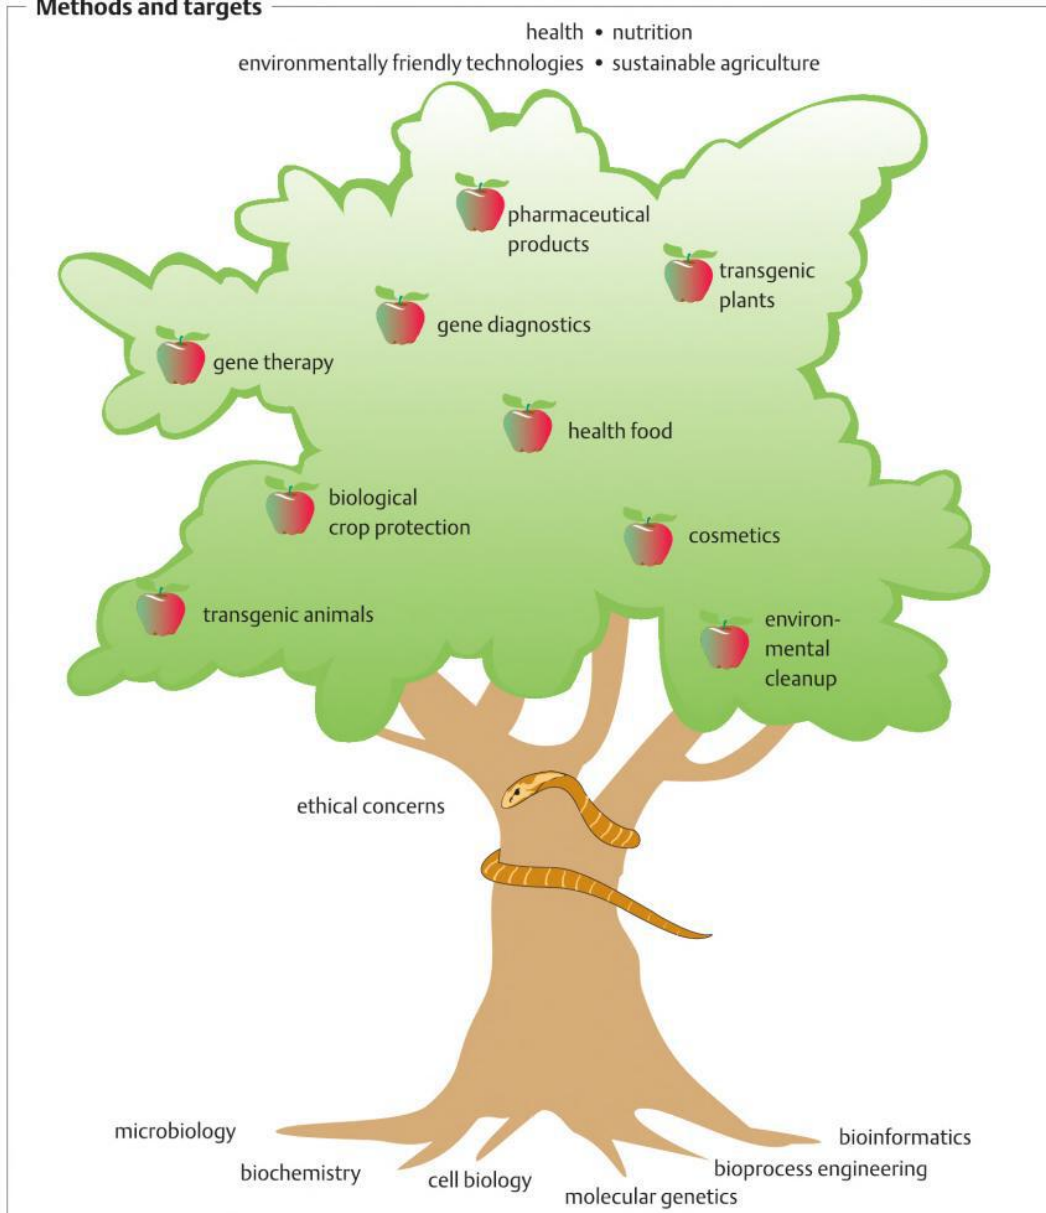 Methods and targets
health • nutrition
environmentally friendly technologies • sustainable agriculture
pharmaceutical
products
transgenic
plants
gene diagnostics
gene therapy
health food
biological
crop protection
cosmetics
transgenic animals
environ-
mental
cleanup
ethical concerns
microbiology
bioinformatics
biochemistry
bioprocess engineering
cell biology
molecular genetics